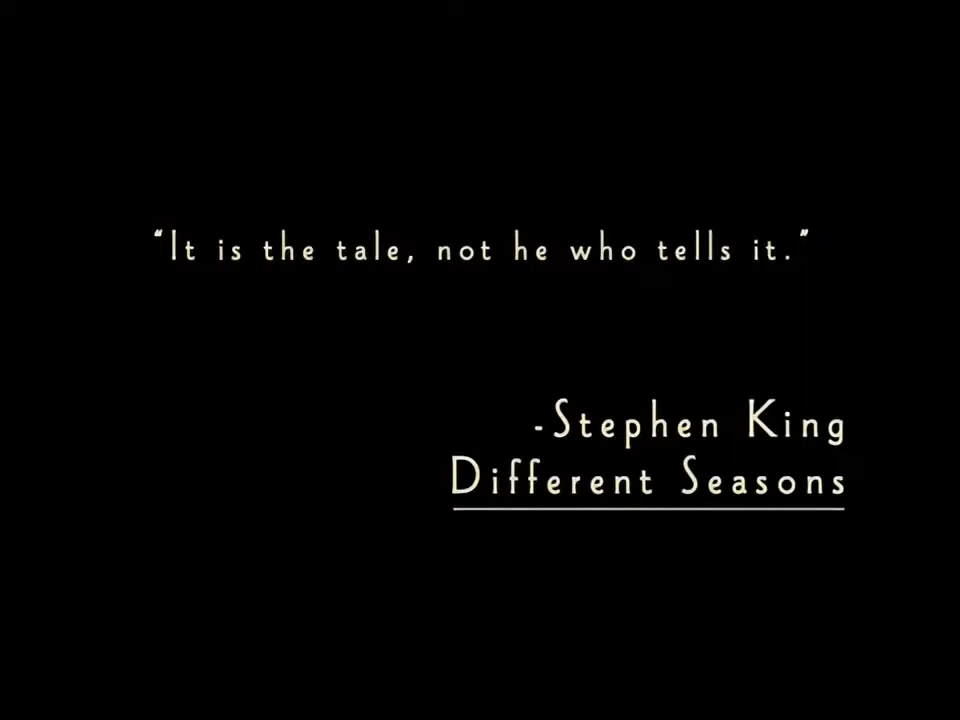 “It is the tale, not he who tells it.”
-Stephen King
Different Seasons